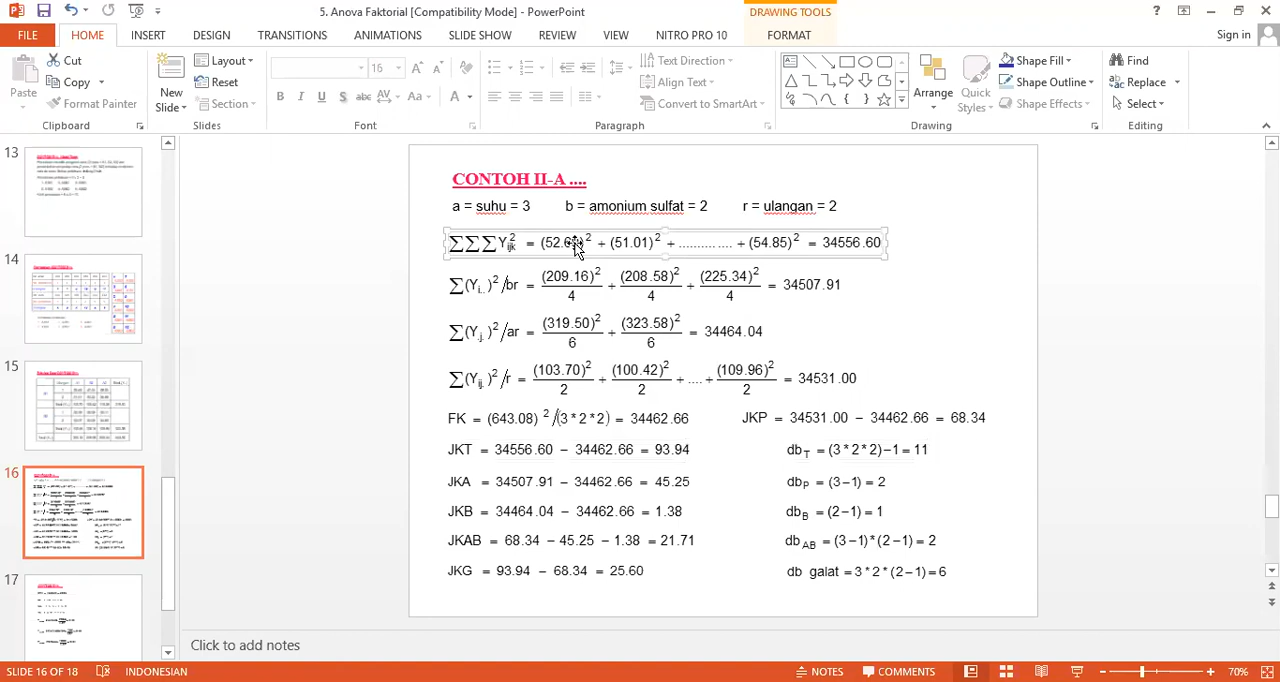 5. Anova Faktorial [Compatibility Mode] - PowerPoint
DRAWING TOOLS
FILE HOME INSERT DESIGN TRANSITIONS ANIMATIONS SLIDE SHOW REVIEW VIEW NITRO PRO 10 FORMAT
Sign in
Paste
Cut
Copy
Format Painter
Clipboard
New Slide
Layout
Reset
Section
Slides
16
B I U S abc AV Aa A
Font
Text Direction
Align Text
Convert to SmartArt
Paragraph
Arrange
Quick Styles
Shape Fill
Shape Outline
Shape Effects
Drawing
Find
Replace
Select
Editing
13
14
15
16
17
CONTOH II-A ....
a = suhu = 3 b = amonium sulfat = 2 r = ulangan = 2
∑∑∑Y²ijk = + (51.01)² + ............. + (54.85)² = 34556.60
∑(Yi..)²/br = (209.16)²/4 + (208.58)²/4 + (225.34)²/4 = 34507.91
∑(Y.j.)²/ar = (319.50)²/6 + (323.58)²/6 = 34464.04
∑(Yij.)²/r = (103.70)²/2 + (100.42)²/2 + .... + (109.96)²/2 = 34531.00
FK = (643.08)²/(3*2*2) = 34462.66 JKP = 34531.00 − 34462.66 = 68.34
JKT = 34556.60 − 34462.66 = 93.94 dbT = (3*2*2)−1 = 11
JKA = 34507.91 − 34462.66 = 45.25 dbP = (3−1) = 2
JKB = 34464.04 − 34462.66 = 1.38 dbB = (2−1) = 1
JKAB = 68.34 − 45.25 − 1.38 = 21.71 dbAB = (3−1)*(2−1) = 2
JKG = 93.94 − 68.34 = 25.60 db galat = 3*2*(2−1) = 6
Click to add notes
SLIDE 16 OF 18 INDONESIAN NOTES COMMENTS 70%